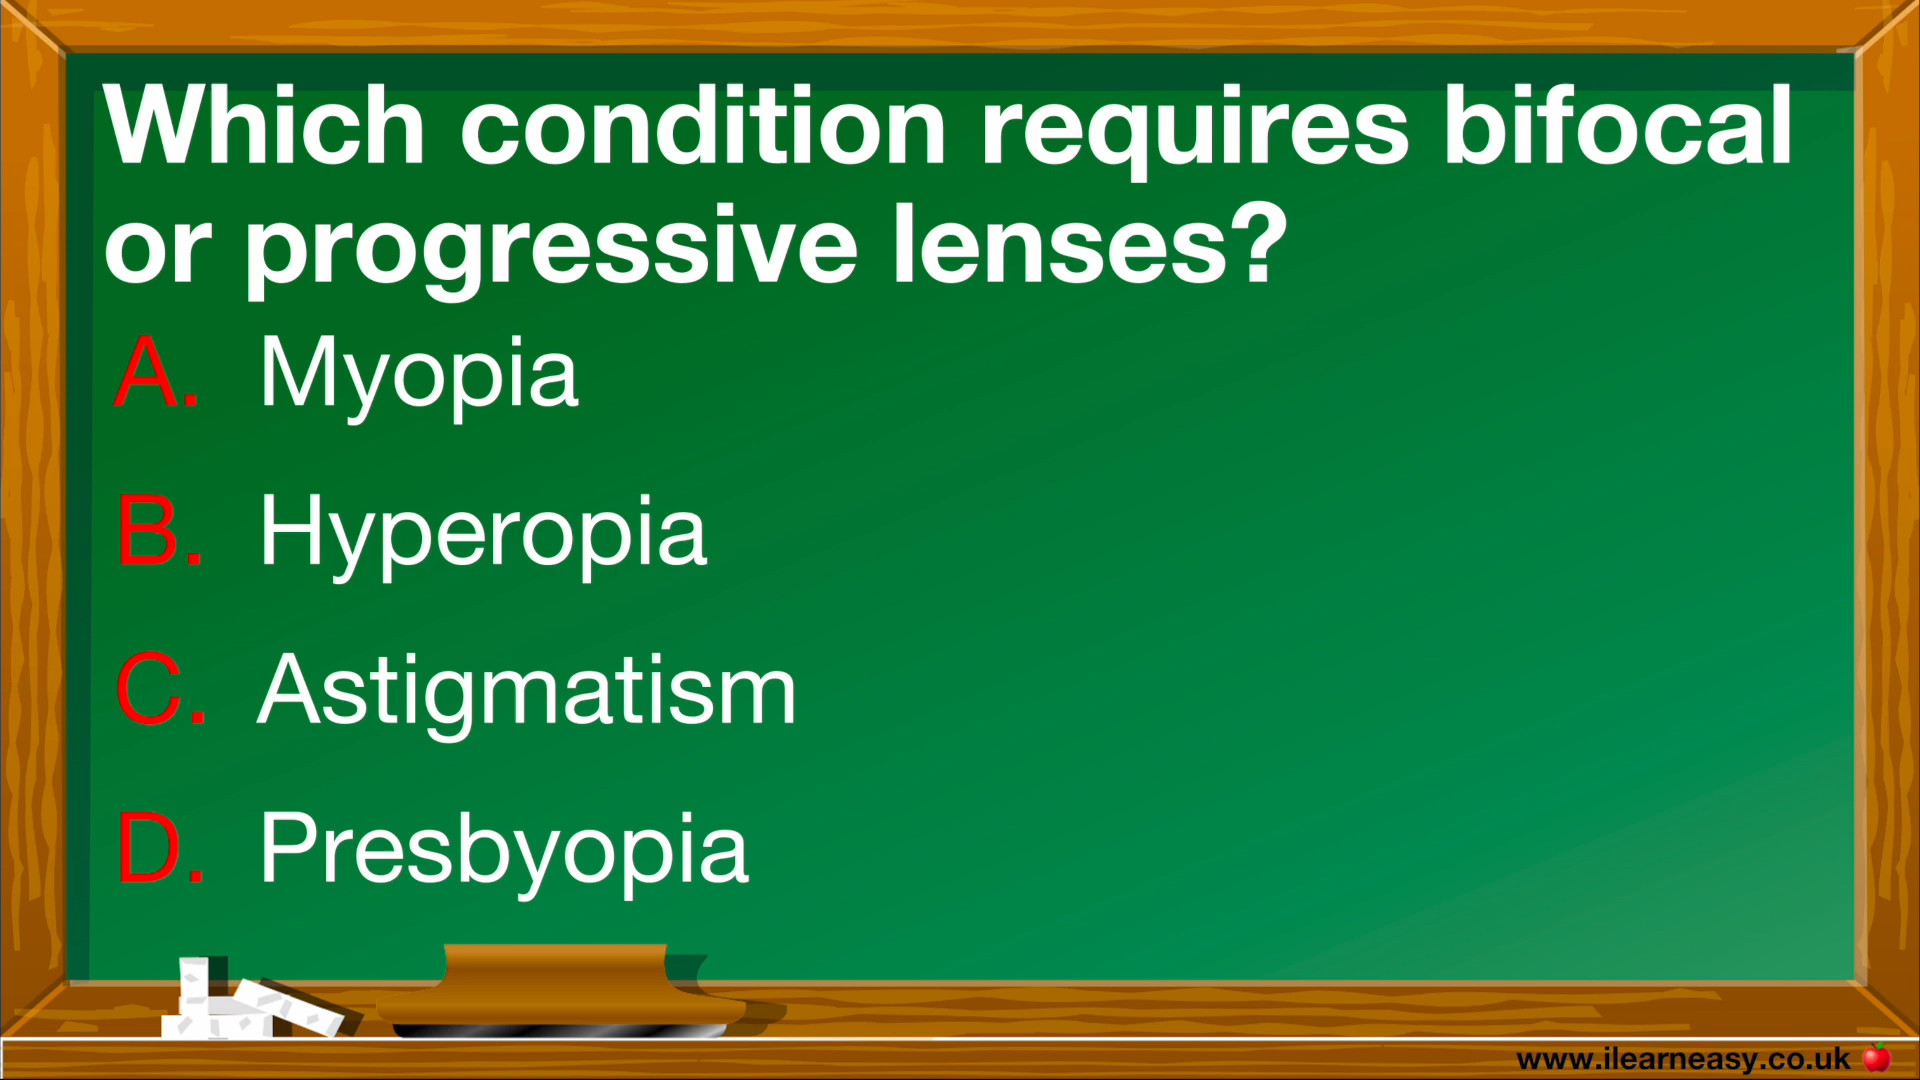 Which condition requires bifocal
or progressive lenses?
A. Myopia
B. Hyperopia
C. Astigmatism
D. Presbyopia
www.ilearneasy.co.uk